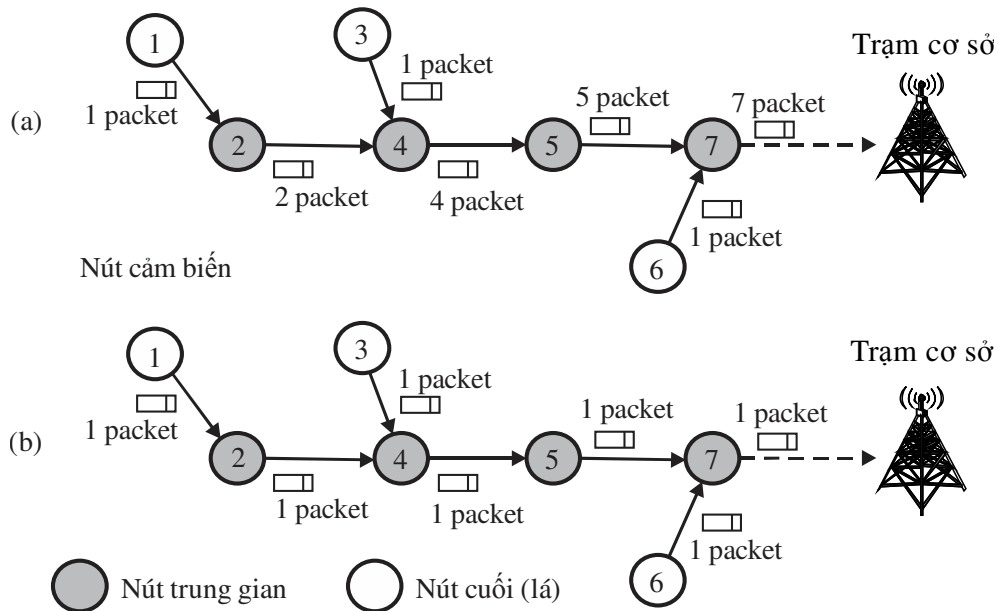 1
3
Trạm cơ sở
1 packet
5 packet
7 packet
1 packet
(a)
2
4
5
7
2 packet
4 packet
1 packet
Nút cảm biến
6
1
3
Trạm cơ sở
1 packet
1 packet
1 packet
1 packet
(b)
2
4
5
7
1 packet
1 packet
1 packet
6
Nút trung gian
Nút cuối (lá)